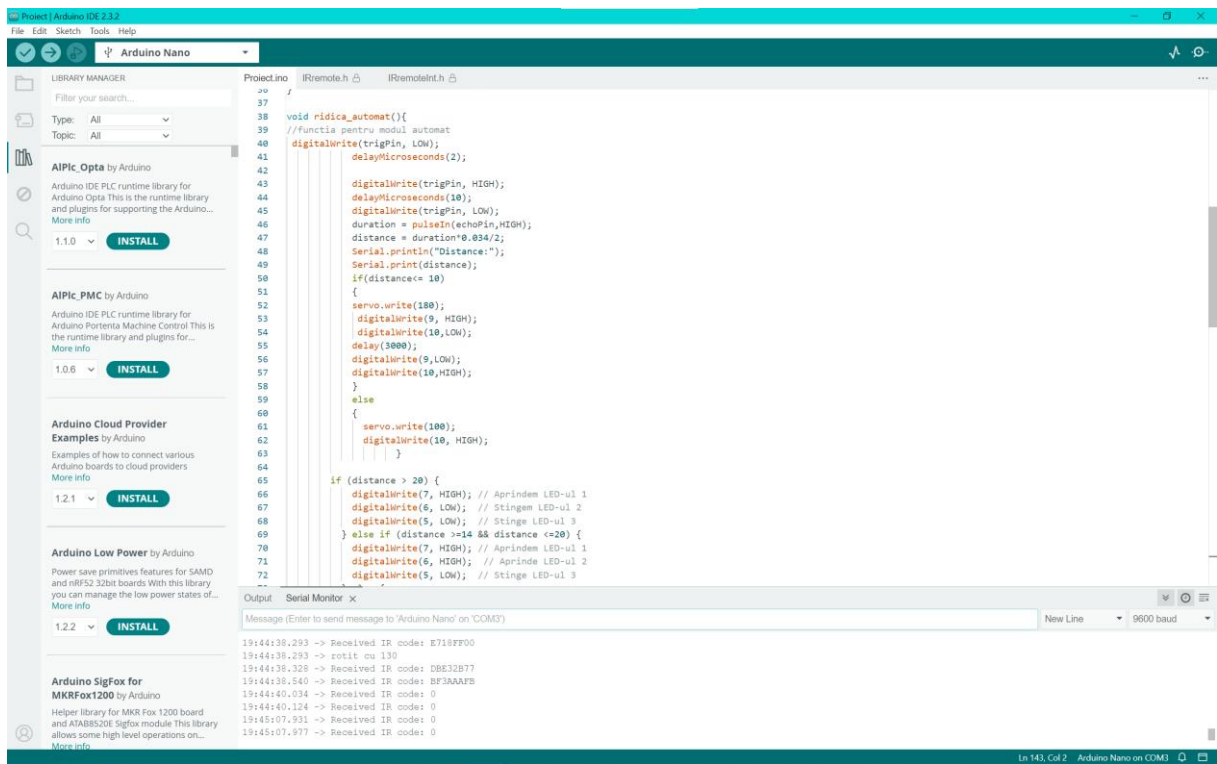 Project | Arduino IDE 2.3.2
File Edit Sketch Tools Help
Arduino Nano
LIBRARY MANAGER
Filter your search...
Type: All
Topic: All
AIPlc_Opta by Arduino
Arduino IDE PLC runtime library for
Arduino Opta This is the runtime library
and plugins for supporting the Arduino...
More info
1.1.0 INSTALL
AIPlc_PMC by Arduino
Arduino IDE PLC runtime library for
Arduino Portenta Machine Control This is
the runtime library and plugins for...
More info
1.0.6 INSTALL
Arduino Cloud Provider
Examples by Arduino
Examples of how to connect various
Arduino boards to cloud providers
More info
1.2.1 INSTALL
Arduino Low Power by Arduino
Power save primitives features for SAMD
and nRF52 32bit boards With this library
you can manage the low power states of...
More info
1.2.2 INSTALL
Arduino SigFox for
MKRFox1200 by Arduino
Helper library for MKR Fox 1200 board
and ATAB8520E Sigfox module This library
allows some high level operations on...
More info
Project.ino IRremote.h IRremoteInt.h ...
36 }
37
38 void ridica_automat(){
39 //functia pentru modul automat
40 digitalWrite(trigPin, LOW);
41 delayMicroseconds(2);
42
43 digitalWrite(trigPin, HIGH);
44 delayMicroseconds(10);
45 digitalWrite(trigPin, LOW);
46 duration = pulseIn(echoPin,HIGH);
47 distance = duration*0.034/2;
48 Serial.println("Distance:");
49 Serial.print(distance);
50 if(distance<= 10)
51 {
52 servo.write(180);
53 digitalWrite(9, HIGH);
54 digitalWrite(10,LOW);
55 delay(3000);
56 digitalWrite(9,LOW);
57 digitalWrite(10,HIGH);
58 }
59 else
60 {
61 servo.write(100);
62 digitalWrite(10, HIGH);
63 }
64
65 if (distance > 20) {
66 digitalWrite(7, HIGH); // Aprindem LED-ul 1
67 digitalWrite(6, LOW); // Stingem LED-ul 2
68 digitalWrite(5, LOW); // Stinge LED-ul 3
69 } else if (distance >=14 && distance <=20) {
70 digitalWrite(7, HIGH); // Aprindem LED-ul 1
71 digitalWrite(6, HIGH); // Aprinde LED-ul 2
72 digitalWrite(5, LOW); // Stinge LED-ul 3
Output Serial Monitor ×
Message (Enter to send message to 'Arduino Nano' on 'COM3')
New Line 9600 baud
19:44:38.293 -> Received IR code: E718FF00
19:44:38.293 -> rotit cu 130
19:44:38.328 -> Received IR code: DBE32B77
19:44:38.540 -> Received IR code: BF3AAAFB
19:44:40.034 -> Received IR code: 0
19:44:40.124 -> Received IR code: 0
19:45:07.931 -> Received IR code: 0
19:45:07.977 -> Received IR code: 0
Ln 143, Col 2 Arduino Nano on COM3